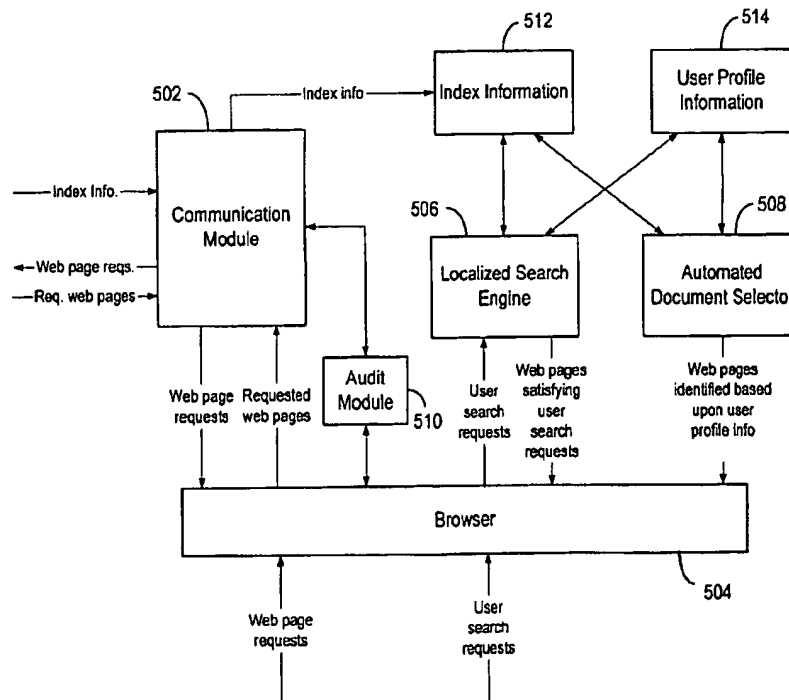 512
514
502
Index info
Index Information
User Profile
Information
Index Info.
Communication
Module
506
508
Web page reqs.
Req. web pages
Localized Search
Engine
Automated
Document Selecto
Web page
requests
Requested
web pages
Audit
Module
510
User
search
requests
Web pages
satisfying
user
search
requests
Web pages
identified based
upon user
profile info
Browser
504
Web page
requests
User
search
requests